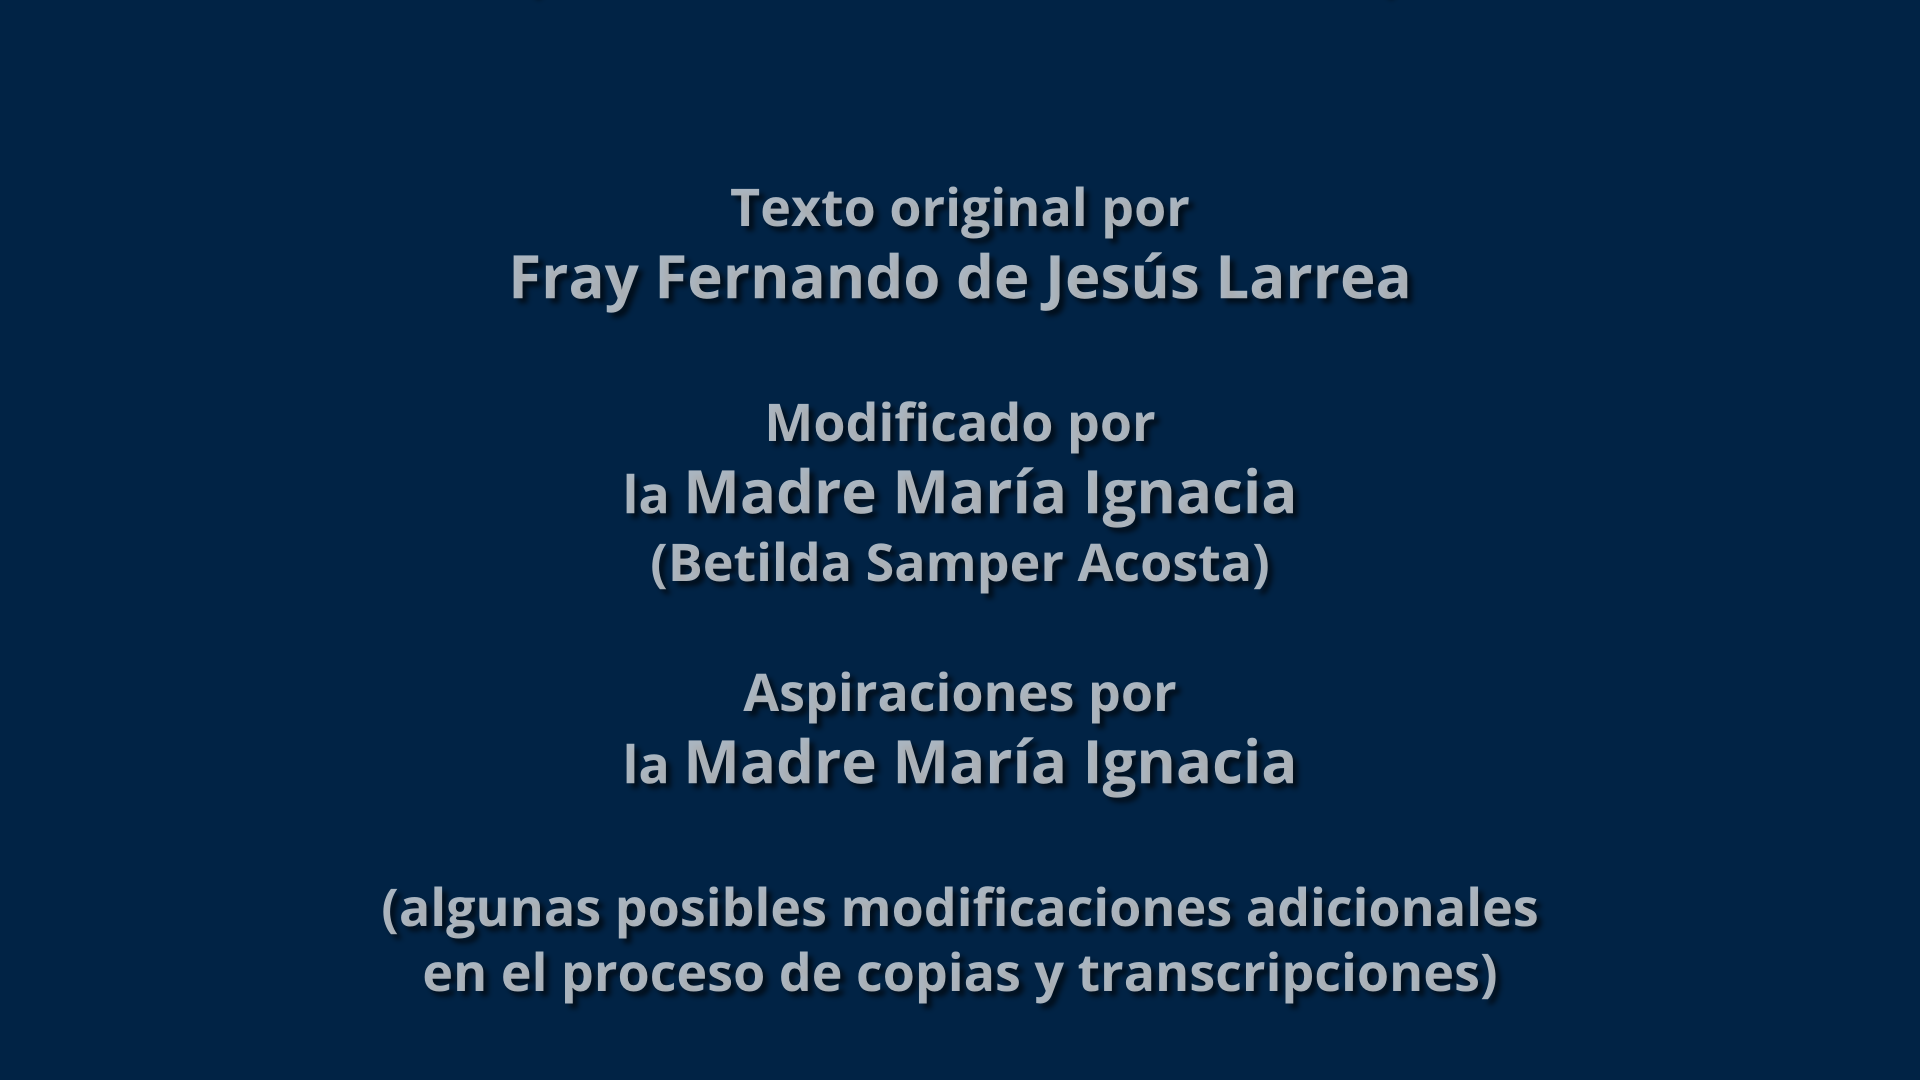 Texto original por
Fray Fernando de Jesús Larrea
Modificado por
la Madre María Ignacia
(Betilda Samper Acosta)
Aspiraciones por
la Madre María Ignacia
(algunas posibles modificaciones adicionales
en el proceso de copias y transcripciones)